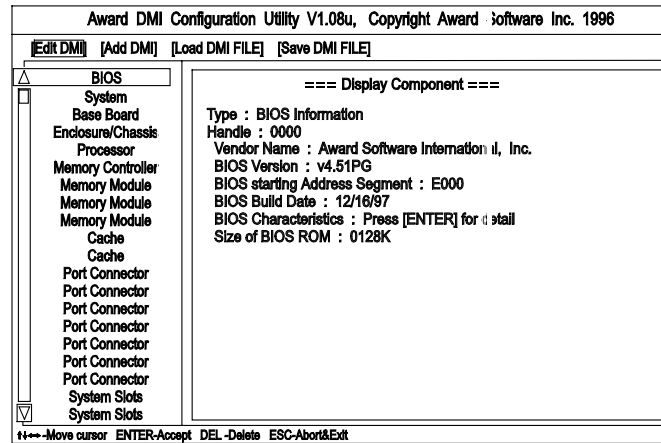 Award DMI Configuration Utility V1.08u, Copyright Award Software Inc. 1996
[Edit DMI] [Add DMI] [Load DMI FILE] [Save DMI FILE]
BIOS
System
Base Board
Enclosure/Chassis
Processor
Memory Controller
Memory Module
Memory Module
Memory Module
Cache
Cache
Port Connector
Port Connector
Port Connector
Port Connector
Port Connector
Port Connector
Port Connector
System Slots
System Slots
=== Display Component ===
Type : BIOS Information
Handle : 0000
Vendor Name : Award Software International, Inc.
BIOS Version : v4.51PG
BIOS starting Address Segment : E000
BIOS Build Date : 12/16/97
BIOS Characteristics : Press [ENTER] for detail
Size of BIOS ROM : 0128K
↑↓←→-Move cursor ENTER-Accept DEL-Delete ESC-Abort&Exit